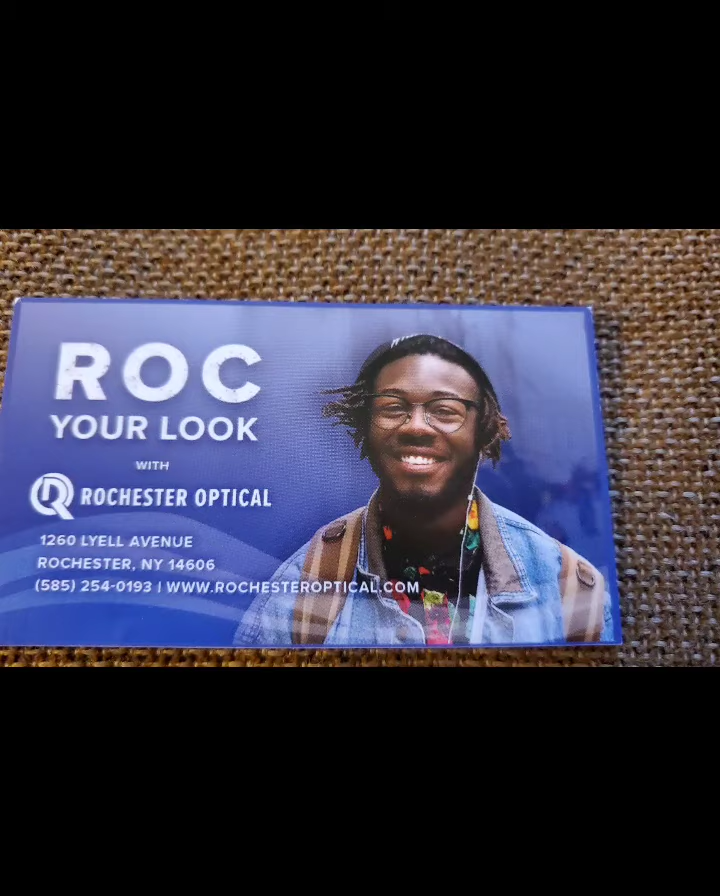 ROC
YOUR LOOK
WITH
ROCHESTER OPTICAL
1260 LYELL AVENUE
ROCHESTER, NY 14606
(585) 254-0193 | WWW.ROCHESTEROPTICAL.COM